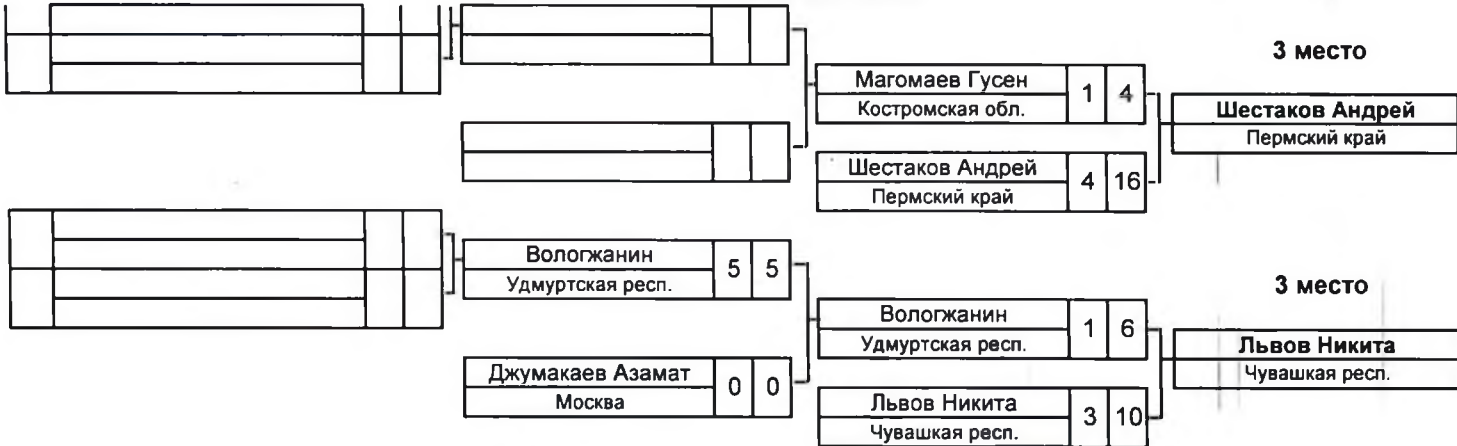 3 место
Магомаев Гусен 1 4
Костромская обл.
Шестаков Андрей
Пермский край
Шестаков Андрей 4 16
Пермский край
Вологжанин 5 5
Удмуртская респ.
3 место
Вологжанин 1 6
Удмуртская респ.
Львов Никита
Чувашкая респ.
Джумакаев Азамат 0 0
Москва
Львов Никита 3 10
Чувашкая респ.